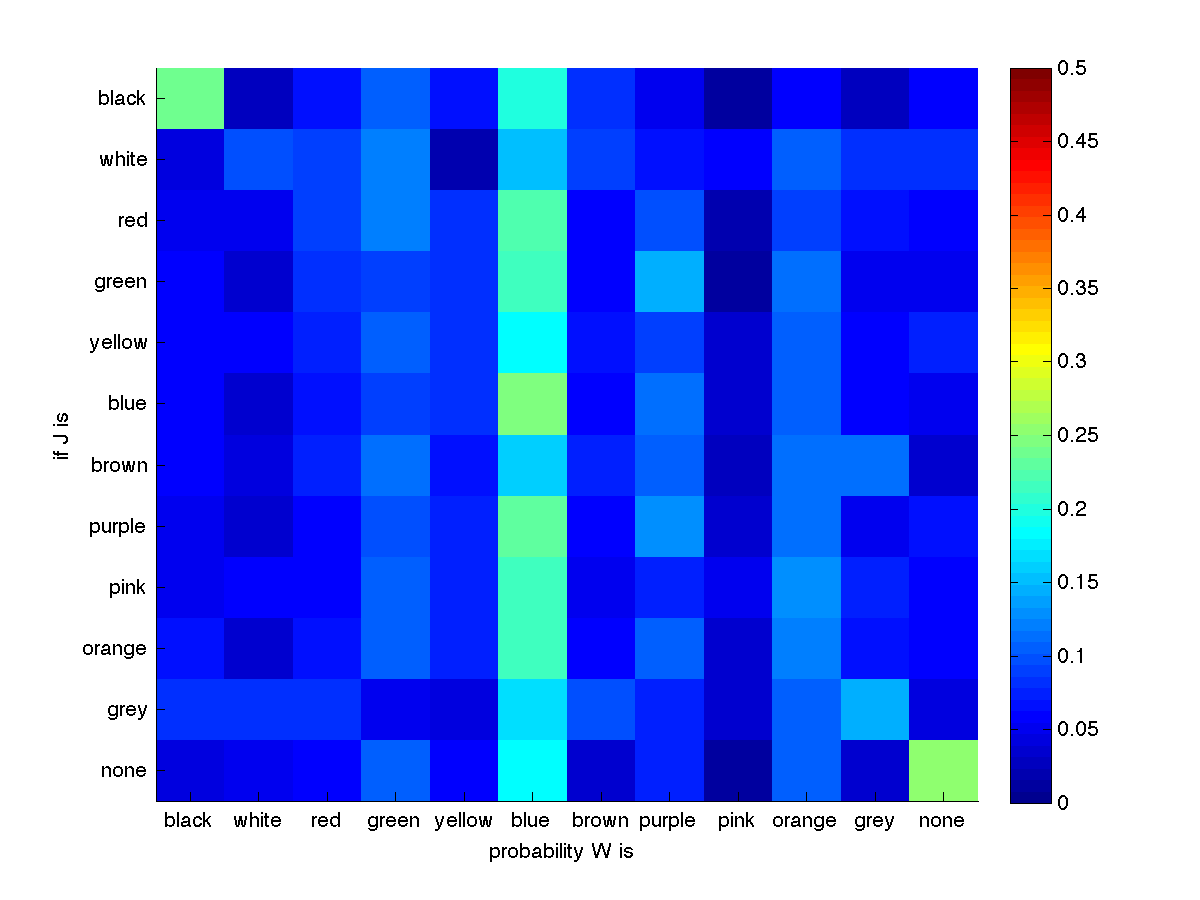 black
white
red
green
yellow
blue
brown
purple
pink
orange
grey
none
if J is
black white red green yellow blue brown purple pink orange grey none
probability W is
0.5
0.45
0.4
0.35
0.3
0.25
0.2
0.15
0.1
0.05
0